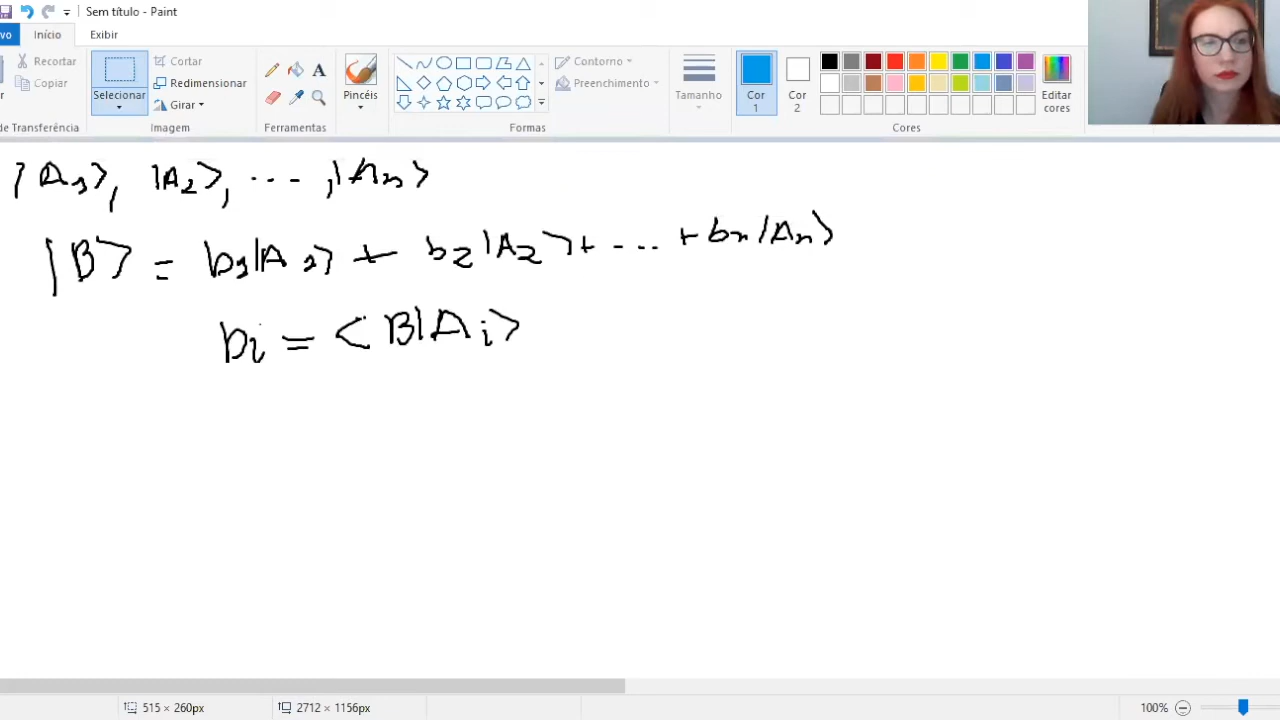 Sem título - Paint
vo Início Exibir
Recortar
Copiar
de Transferência
Selecionar
Cortar
Redimensionar
Girar
Imagem
A
Ferramentas
Pincéis
Contorno
Preenchimento
Formas
Tamanho
Cor 1
Cor 2
Editar cores
Cores
|A₁⟩, |A₂⟩, ... , |Aₙ⟩
|B⟩ = b₁|A₁⟩ + b₂|A₂⟩ + ... + bₙ|Aₙ⟩
bᵢ = <B|Aᵢ>
515 × 260px
2712 × 1156px
100%